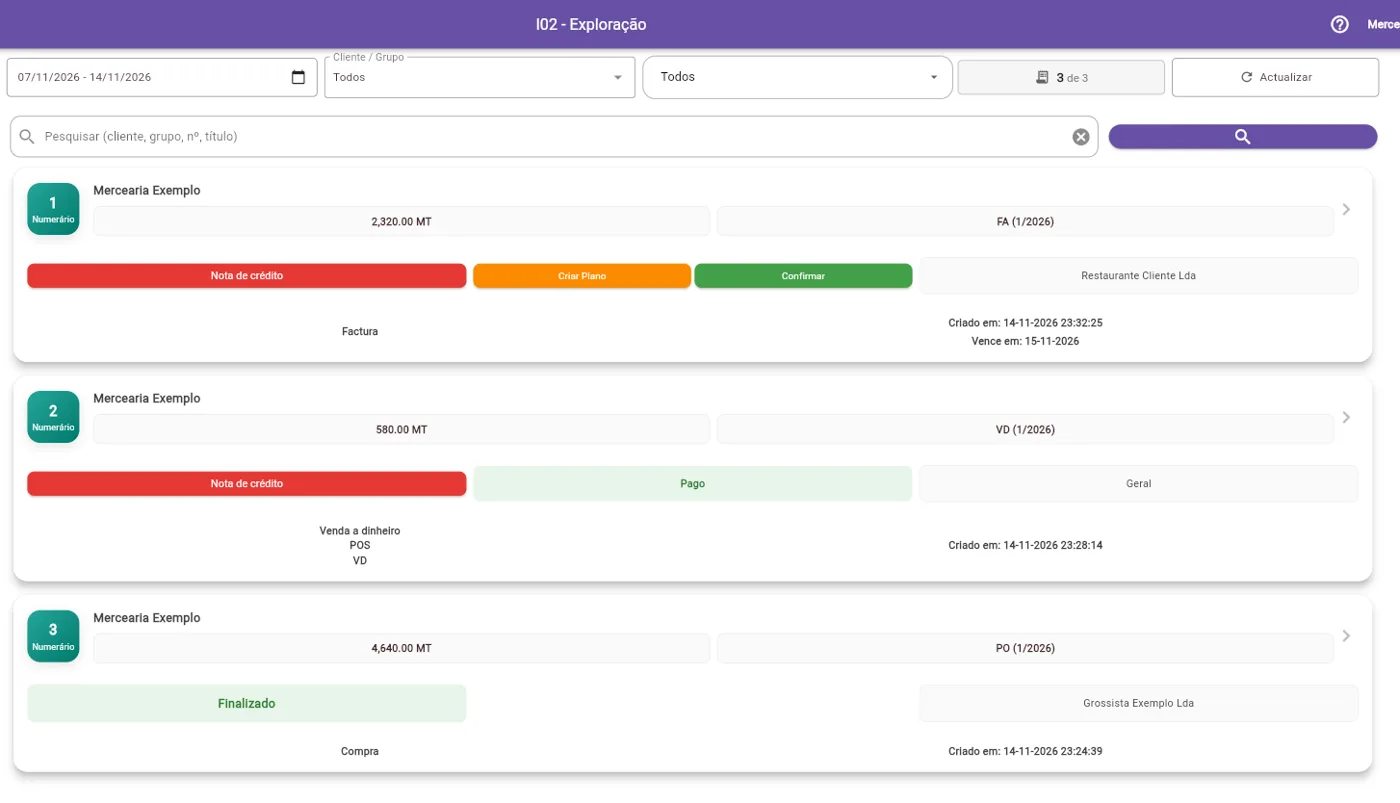 I02 - Exploração
Merce
07/11/2026 - 14/11/2026
Cliente / Grupo
Todos
Todos
3 de 3
Actualizar
Pesquisar (cliente, grupo, nº, título)
1
Numerário
Mercearia Exemplo
2,320.00 MT
FA (1/2026)
Nota de crédito
Criar Plano
Confirmar
Restaurante Cliente Lda
Factura
Criado em: 14-11-2026 23:32:25
Vence em: 15-11-2026
2
Numerário
Mercearia Exemplo
580.00 MT
VD (1/2026)
Nota de crédito
Pago
Geral
Venda a dinheiro
POS
VD
Criado em: 14-11-2026 23:28:14
3
Numerário
Mercearia Exemplo
4,640.00 MT
PO (1/2026)
Finalizado
Grossista Exemplo Lda
Compra
Criado em: 14-11-2026 23:24:39